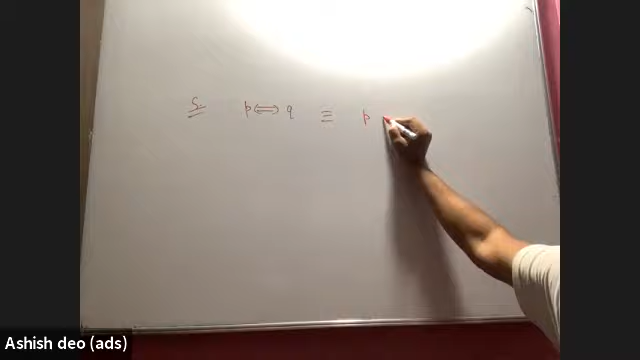 S. p ⟺ q ≡ p
Ashish deo (ads)